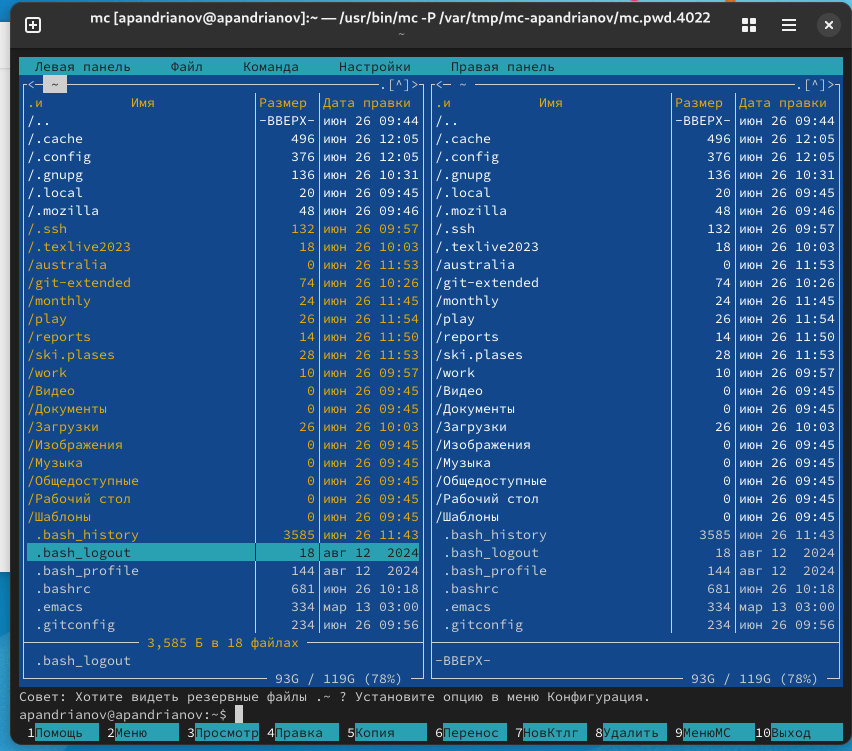 mc [apandrianov@apandrianov]:~ — /usr/bin/mc -P /var/tmp/mc-apandrianov/mc.pwd.4022
~
Левая панель Файл Команда Настройки Правая панель
<— ~ .[^]> <— ~ .[^]>
.и Имя Размер Дата правки .и Имя Размер Дата правки
/.. -ВВЕРХ- июн 26 09:44 /.. -ВВЕРХ- июн 26 09:44
/.cache 496 июн 26 12:05 /.cache 496 июн 26 12:05
/.config 376 июн 26 12:05 /.config 376 июн 26 12:05
/.gnupg 136 июн 26 10:31 /.gnupg 136 июн 26 10:31
/.local 20 июн 26 09:45 /.local 20 июн 26 09:45
/.mozilla 48 июн 26 09:46 /.mozilla 48 июн 26 09:46
/.ssh 132 июн 26 09:57 /.ssh 132 июн 26 09:57
/.texlive2023 18 июн 26 10:03 /.texlive2023 18 июн 26 10:03
/australia 0 июн 26 11:53 /australia 0 июн 26 11:53
/git-extended 74 июн 26 10:26 /git-extended 74 июн 26 10:26
/monthly 24 июн 26 11:45 /monthly 24 июн 26 11:45
/play 26 июн 26 11:54 /play 26 июн 26 11:54
/reports 14 июн 26 11:50 /reports 14 июн 26 11:50
/ski.plases 28 июн 26 11:53 /ski.plases 28 июн 26 11:53
/work 10 июн 26 09:57 /work 10 июн 26 09:57
/Видео 0 июн 26 09:45 /Видео 0 июн 26 09:45
/Документы 0 июн 26 09:45 /Документы 0 июн 26 09:45
/Загрузки 26 июн 26 10:03 /Загрузки 26 июн 26 10:03
/Изображения 0 июн 26 09:45 /Изображения 0 июн 26 09:45
/Музыка 0 июн 26 09:45 /Музыка 0 июн 26 09:45
/Общедоступные 0 июн 26 09:45 /Общедоступные 0 июн 26 09:45
/Рабочий стол 0 июн 26 09:45 /Рабочий стол 0 июн 26 09:45
/Шаблоны 0 июн 26 09:45 /Шаблоны 0 июн 26 09:45
.bash_history 3585 июн 26 11:43 .bash_history 3585 июн 26 11:43
.bash_logout 18 авг 12 2024 .bash_logout 18 авг 12 2024
.bash_profile 144 авг 12 2024 .bash_profile 144 авг 12 2024
.bashrc 681 июн 26 10:18 .bashrc 681 июн 26 10:18
.emacs 334 мар 13 03:00 .emacs 334 мар 13 03:00
.gitconfig 234 июн 26 09:56 .gitconfig 234 июн 26 09:56
3,585 Б в 18 файлах
.bash_logout -ВВЕРХ-
93G / 119G (78%) 93G / 119G (78%)
Совет: Хотите видеть резервные файлы .~ ? Установите опцию в меню Конфигурация.
apandrianov@apandrianov:~$
1Помощь 2Меню 3Просмотр 4Правка 5Копия 6Перенос 7НовКтлг 8Удалить 9МенюMC 10Выход